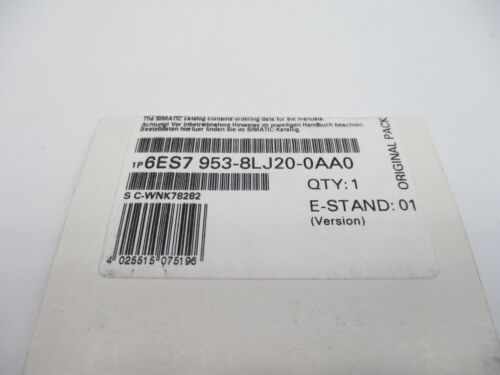 The SIMATIC catalog contains ordering data for the manuals.
Achtung! Vor Inbetriebnahme Hinweise im jeweiligen Handbuch beachten.
Bestelldaten hierfuer finden Sie im SIMATIC-Katalog.
1P 6ES7 953-8LJ20-0AA0
QTY: 1
S C-WNK78282
E-STAND: 01
(Version)
4 025515 075196
ORIGINAL PACK